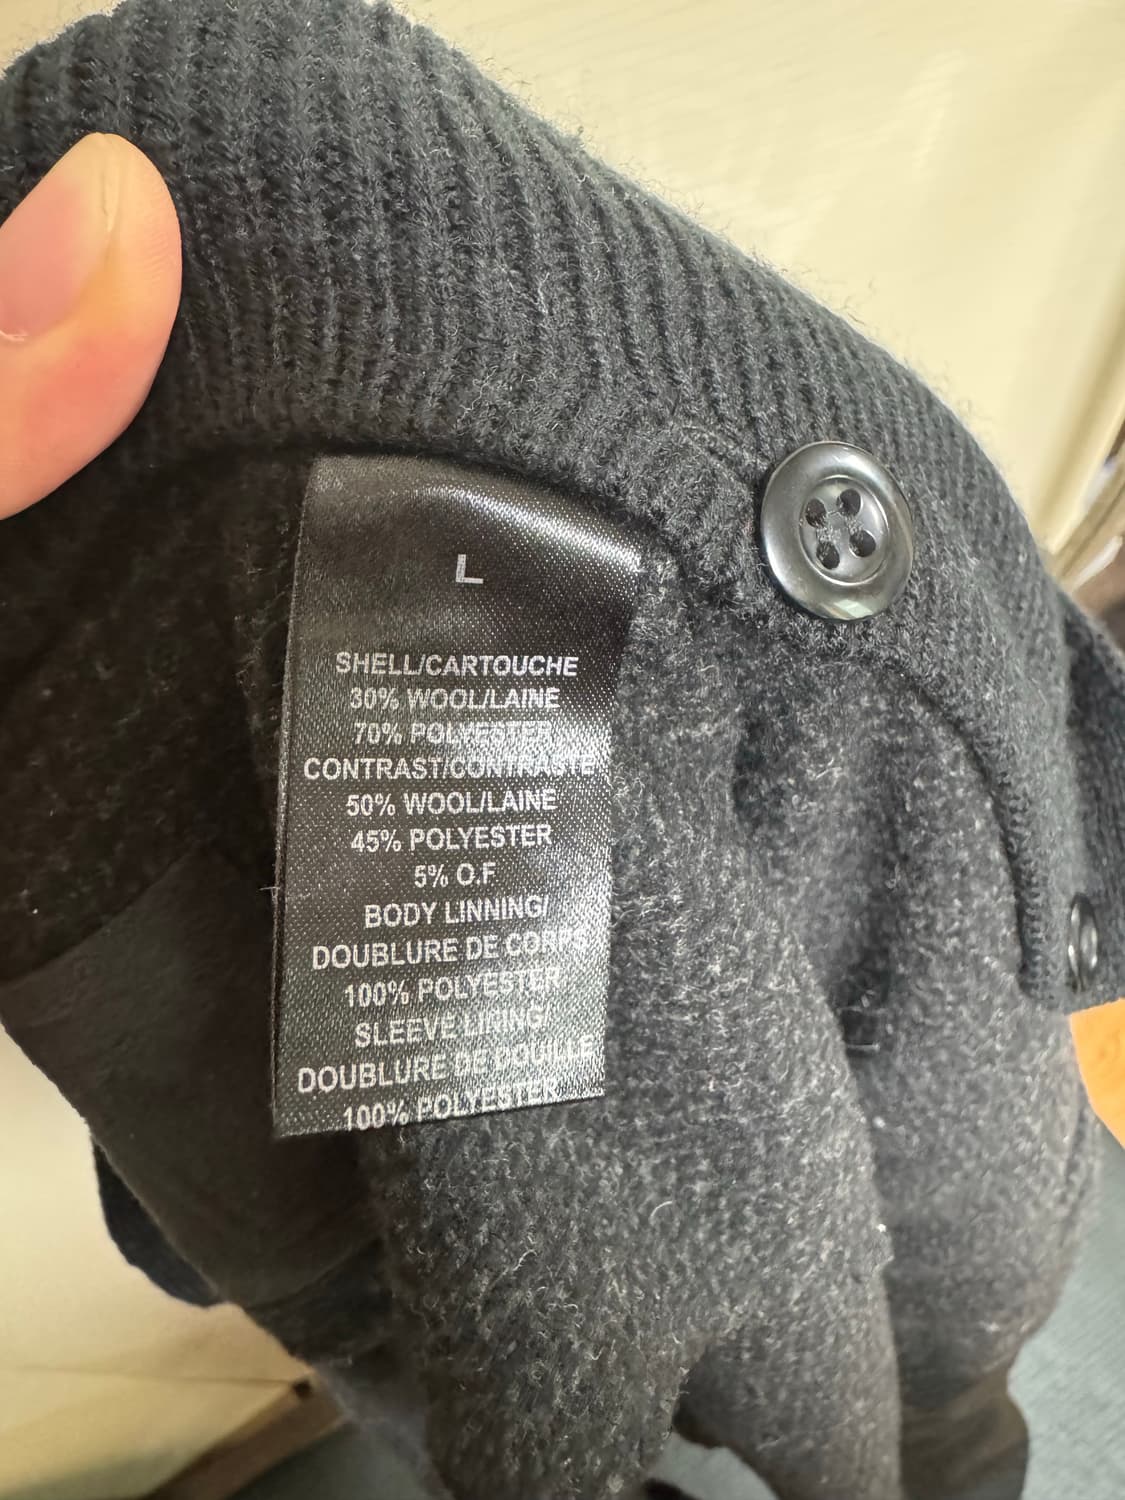 L
SHELL/CARTOUCHE
30% WOOL/LAINE
70% POLYESTER
CONTRAST/CONTRASTE
50% WOOL/LAINE
45% POLYESTER
5% O.F
BODY LINNING/
DOUBLURE DE CORPS
100% POLYESTER
SLEEVE LINING/
DOUBLURE DE DOUILLE
100% POLYESTER